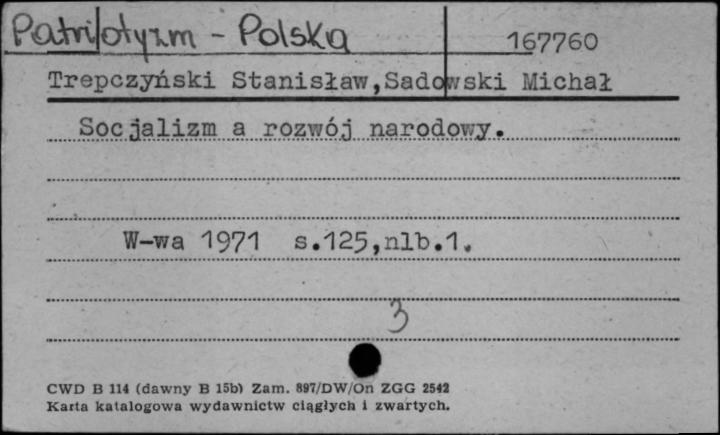 Patriotyzm - Polska
167760
Trepczyński Stanisław,Sadowski Michał
Socjalizm a rozwój narodowy.
W-wa 1971 s.125,nlb.1.
3
CWD B 114 (dawny B 15b) Zam. 897/DW/On ZGG 2542
Karta katalogowa wydawnictw ciągłych i zwartych.